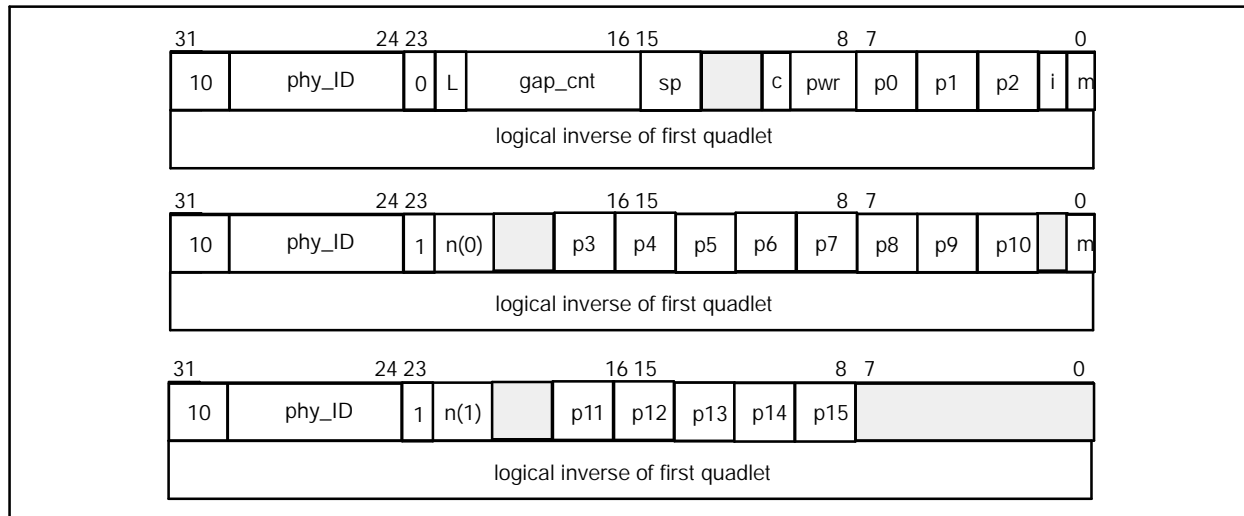 31 24 23 16 15 8 7 0
10 phy_ID 0 L gap_cnt sp c pwr p0 p1 p2 i m
logical inverse of first quadlet
31 24 23 16 15 8 7 0
10 phy_ID 1 n(0) p3 p4 p5 p6 p7 p8 p9 p10 m
logical inverse of first quadlet
31 24 23 16 15 8 7 0
10 phy_ID 1 n(1) p11 p12 p13 p14 p15
logical inverse of first quadlet